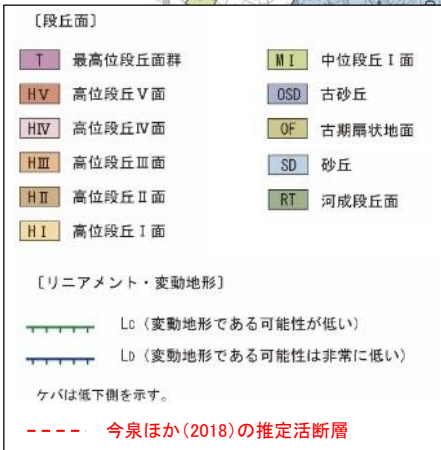 〔段丘面〕
T 最高位段丘面群
HⅤ 高位段丘Ⅴ面
HⅣ 高位段丘Ⅳ面
HⅢ 高位段丘Ⅲ面
HⅡ 高位段丘Ⅱ面
HⅠ 高位段丘Ⅰ面
MⅠ 中位段丘Ⅰ面
OSD 古砂丘
OF 古期扇状地面
SD 砂丘
RT 河成段丘面
〔リニアメント・変動地形〕
LC（変動地形である可能性が低い）
LD（変動地形である可能性は非常に低い）
ケバは低下側を示す。
今泉ほか(2018)の推定活断層